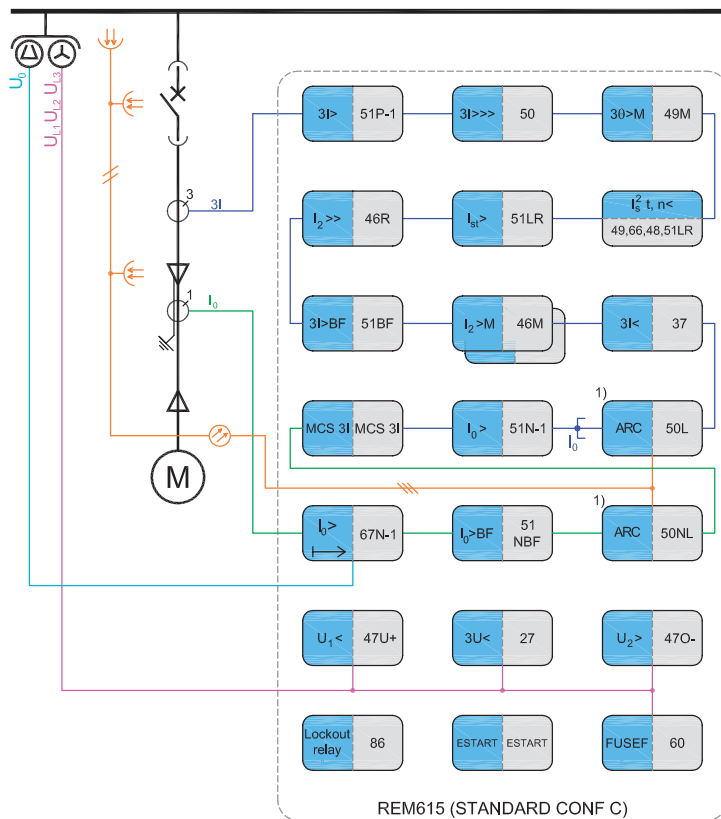 U0
UL1 UL2 UL3
3
3I
1
I0
M
3I> 51P-1
3I>>> 50
3θ>M 49M
I2 >> 46R
Ist> 51LR
Is2 t, n<
49,66,48,51LR
3I>BF 51BF
I2 >M 46M
3I< 37
MCS 3I MCS 3I
I0 > 51N-1
I0
1)
ARC 50L
I0> 67N-1
I0>BF 51
NBF
1)
ARC 50NL
U1 < 47U+
3U< 27
U2 > 47O-
Lockout
relay 86
ESTART ESTART
FUSEF 60
REM615 (STANDARD CONF C)